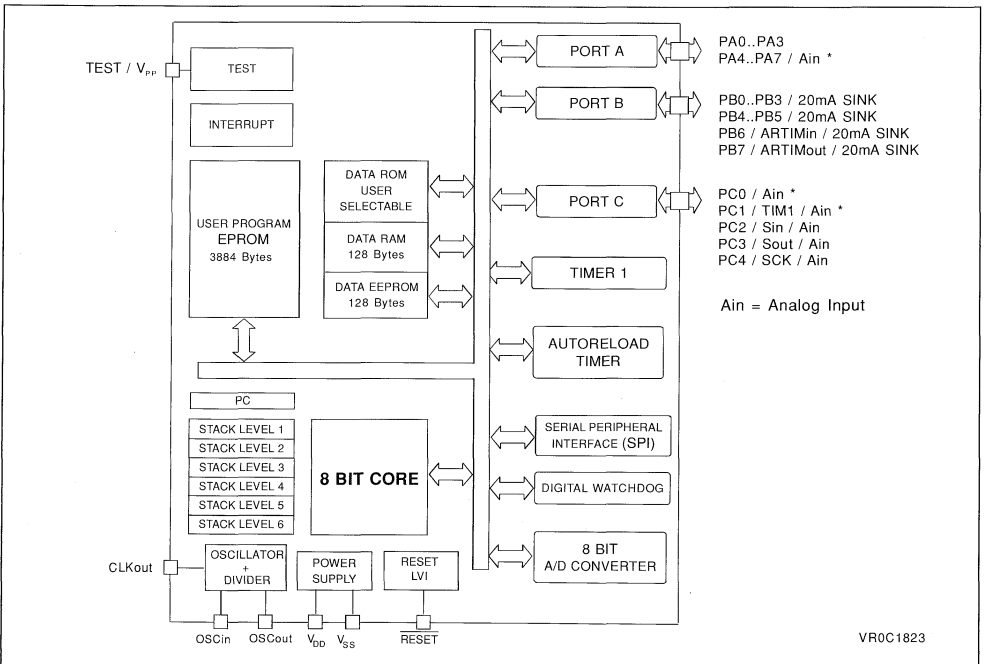 TEST / VPP
TEST
INTERRUPT
USER PROGRAM
EPROM
3884 Bytes
DATA ROM
USER
SELECTABLE
DATA RAM
128 Bytes
DATA EEPROM
128 Bytes
PC
STACK LEVEL 1
STACK LEVEL 2
STACK LEVEL 3
STACK LEVEL 4
STACK LEVEL 5
STACK LEVEL 6
8 BIT CORE
CLKout
OSCILLATOR
+
DIVIDER
POWER
SUPPLY
RESET
LVI
OSCin
OSCout
VDD
VSS
RESET
PORT A
PORT B
PORT C
TIMER 1
AUTORELOAD
TIMER
SERIAL PERIPHERAL
INTERFACE (SPI)
DIGITAL WATCHDOG
8 BIT
A/D CONVERTER
PA0..PA3
PA4..PA7 / Ain *
PB0..PB3 / 20mA SINK
PB4..PB5 / 20mA SINK
PB6 / ARTIMin / 20mA SINK
PB7 / ARTIMout / 20mA SINK
PC0 / Ain *
PC1 / TIM1 / Ain *
PC2 / Sin / Ain
PC3 / Sout / Ain
PC4 / SCK / Ain
Ain = Analog Input
VR0C1823